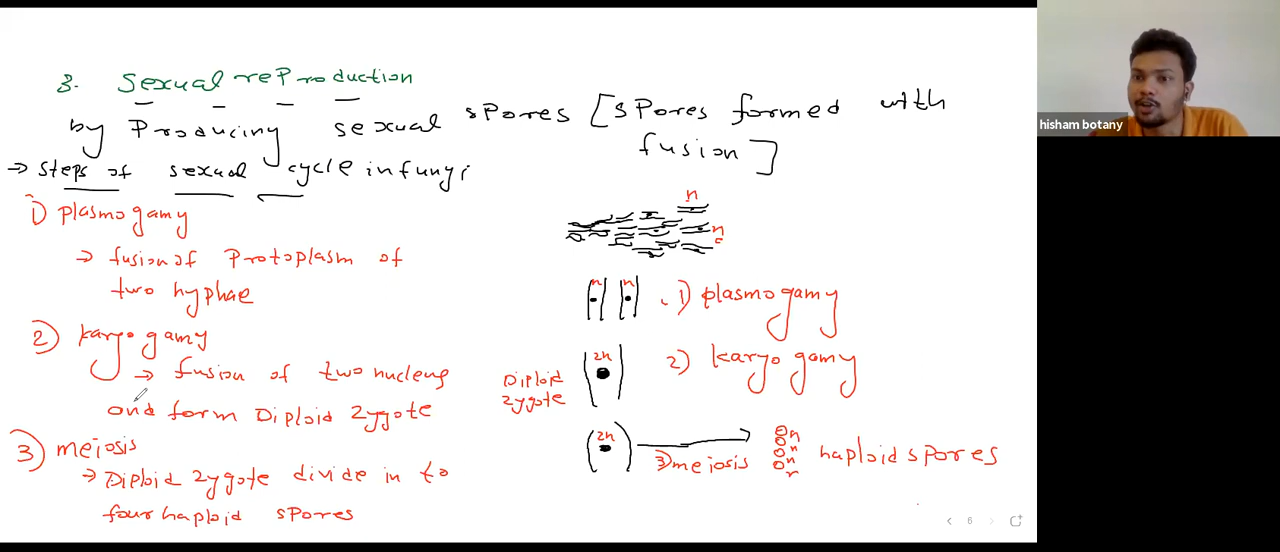 3. Sexual reProduction
by Producing sexual sPores [sPores formed with fusion]
→ steps of sexual cycle in fungi
1) plasmogamy
→ fusion of Protoplasm of
two hyphae
2) karyogamy
→ fusion of two nucleus
and form Diploid zygote
3) meiosis
→ Diploid zygote divide in to
four haploid spores
n
n
n n 1) plasmogamy
2n 2) karyogamy
Diploid
zygote
2n 3) meiosis n n n n haploid spores
6
hisham botany